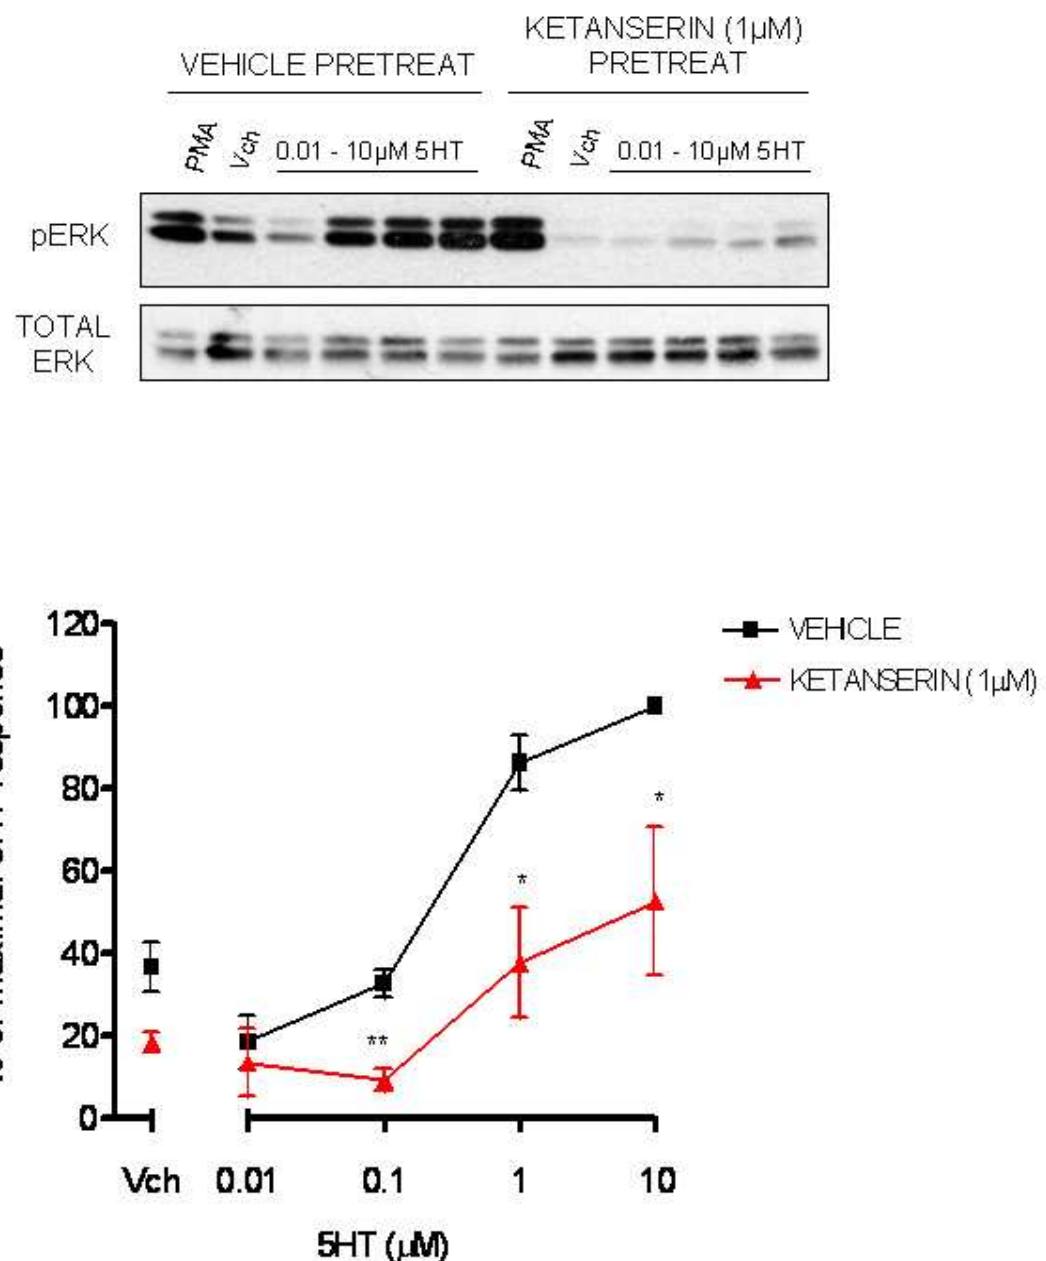 KETANSERIN (1µM)
VEHICLE PRETREAT PRETREAT
PMA Vch 0.01 - 10µM 5HT PMA Vch 0.01 - 10µM 5HT
pERK
TOTAL
ERK
120
100
80
60
40
20
0
VEHICLE
KETANSERIN (1µM)
*
*
**
Vch 0.01 0.1 1 10
5HT (µM)